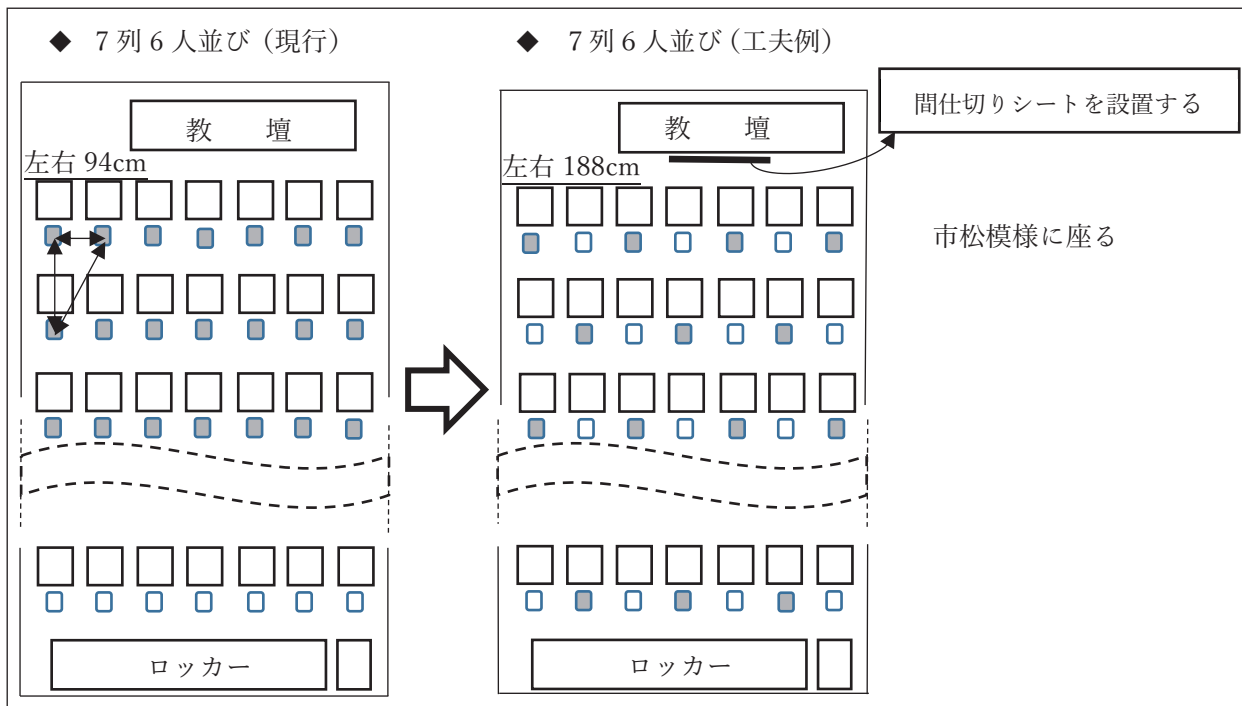 ◆ 7列6人並び（現行）
教　壇
左右 94cm
ロッカー
◆ 7列6人並び（工夫例）
教　壇
左右 188cm
ロッカー
間仕切りシートを設置する
市松模様に座る